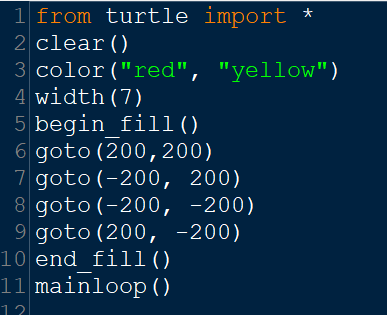 1 from turtle import *
2 clear()
3 color("red", "yellow")
4 width(7)
5 begin_fill()
6 goto(200,200)
7 goto(-200, 200)
8 goto(-200, -200)
9 goto(200, -200)
10 end_fill()
11 mainloop()
12